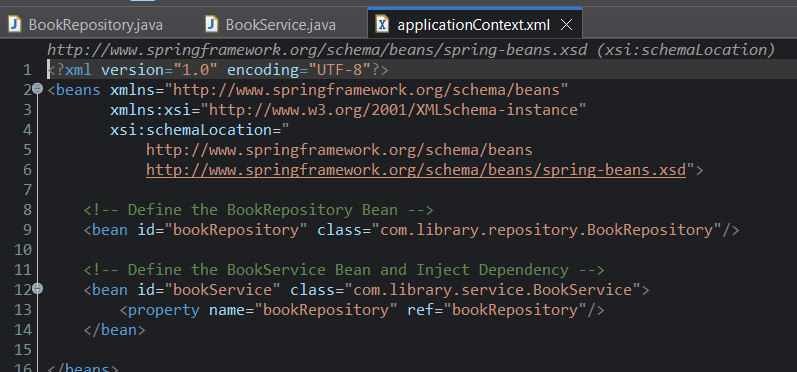 BookRepository.java BookService.java applicationContext.xml
http://www.springframework.org/schema/beans/spring-beans.xsd (xsi:schemaLocation)
1 <?xml version="1.0" encoding="UTF-8"?>
2 <beans xmlns="http://www.springframework.org/schema/beans"
3 xmlns:xsi="http://www.w3.org/2001/XMLSchema-instance"
4 xsi:schemaLocation="
5 http://www.springframework.org/schema/beans
6 http://www.springframework.org/schema/beans/spring-beans.xsd">
7
8 <!-- Define the BookRepository Bean -->
9 <bean id="bookRepository" class="com.library.repository.BookRepository"/>
10
11 <!-- Define the BookService Bean and Inject Dependency -->
12 <bean id="bookService" class="com.library.service.BookService">
13 <property name="bookRepository" ref="bookRepository"/>
14 </bean>
15
16 </beans>